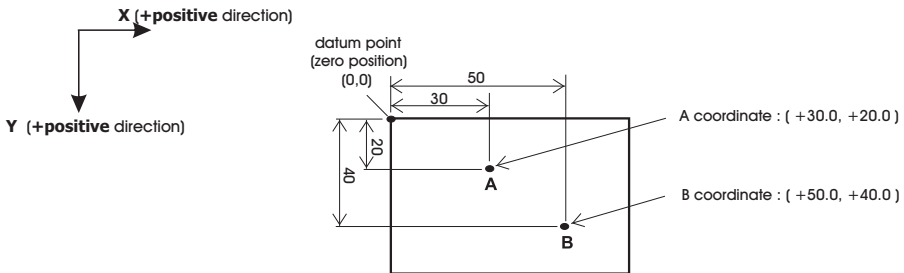 X (+positive direction)
Y (+positive direction)
datum point
(zero position)
(0,0)
50
30
20
40
A
B
A coordinate : ( +30.0, +20.0 )
B coordinate : ( +50.0, +40.0 )